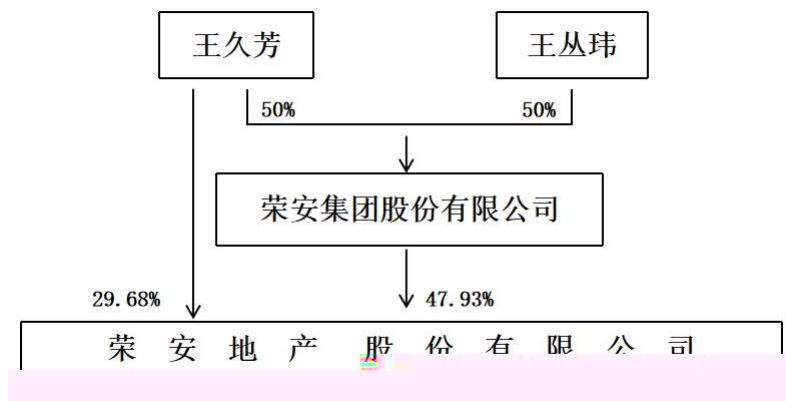 王久芳 王丛玮
50% 50%
荣安集团股份有限公司
29.68% 47.93%
荣安地产股份有限公司